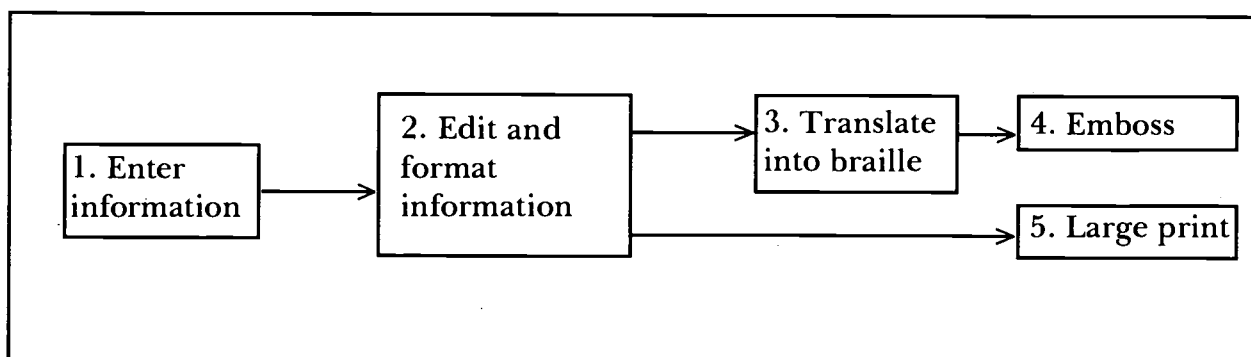 1. Enter
information
2. Edit and
format
information
3. Translate
into braille
4. Emboss
5. Large print